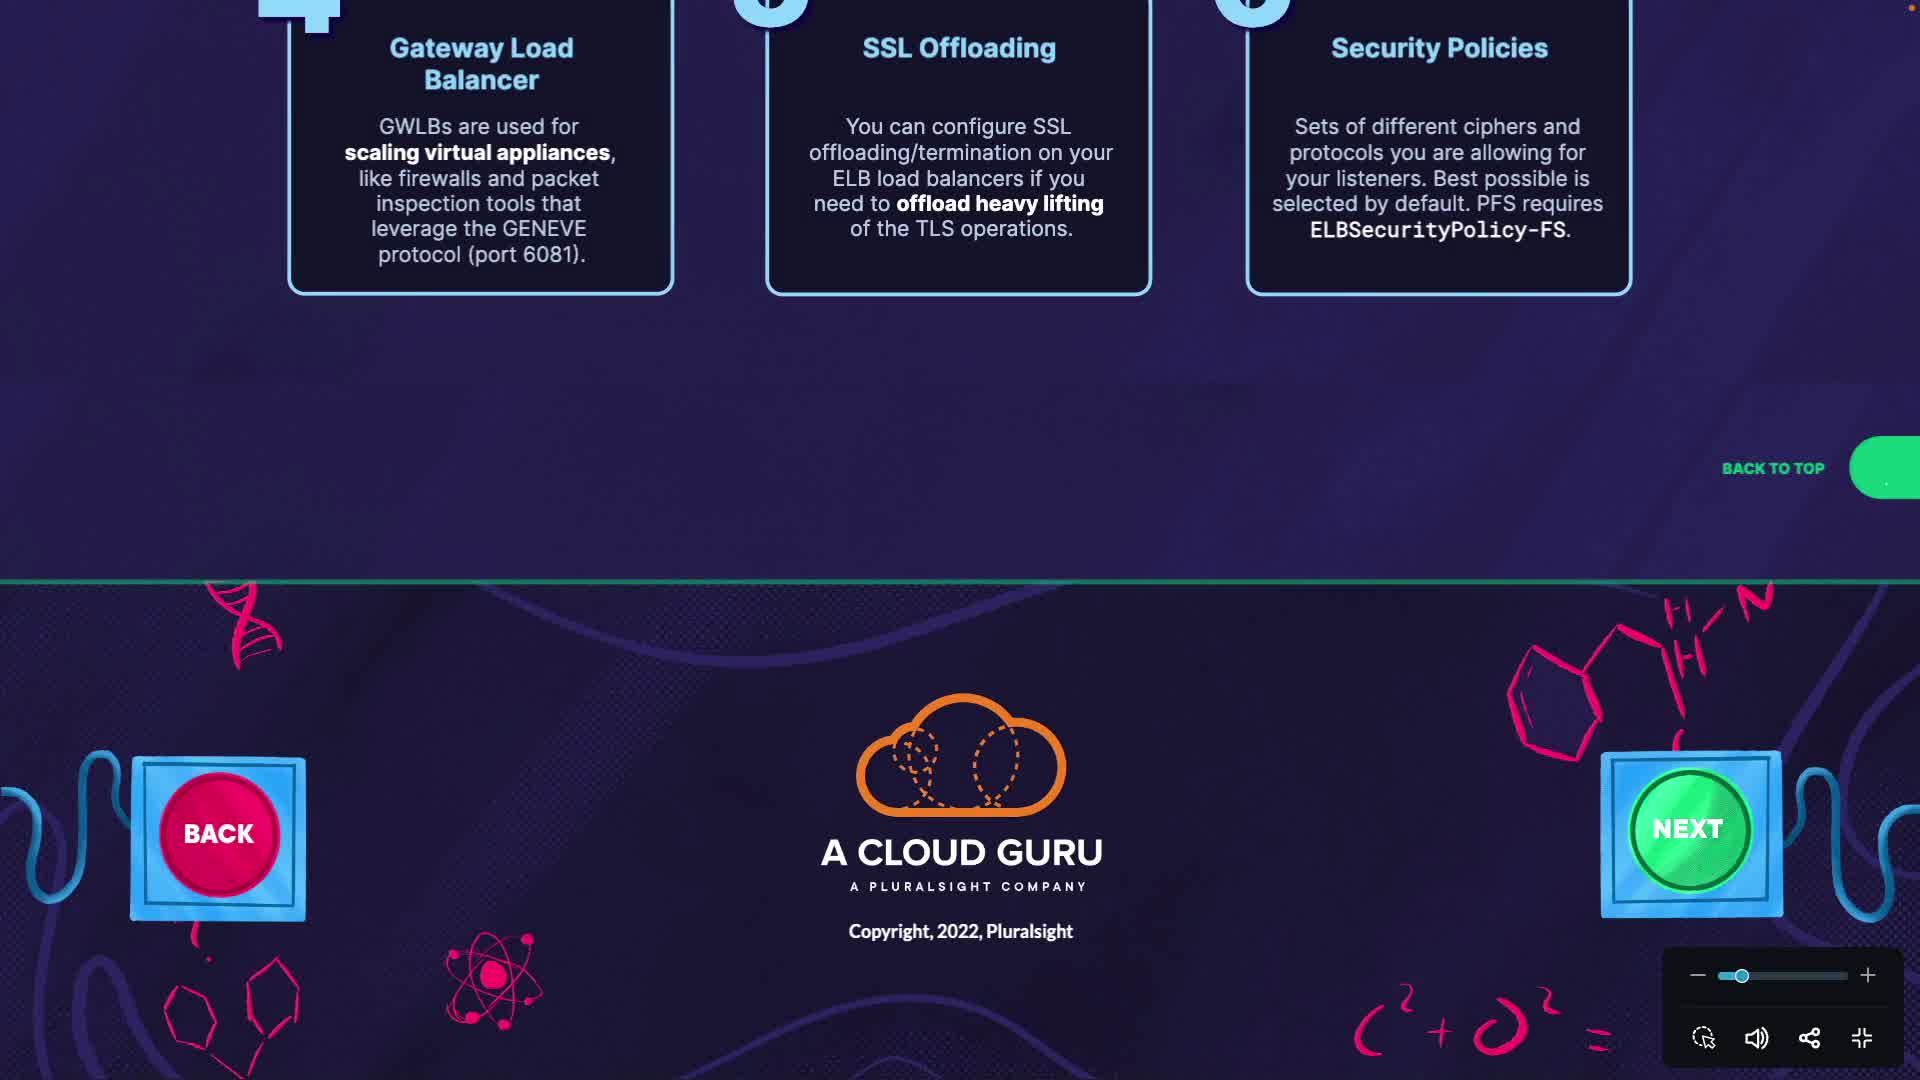 Gateway Load
Balancer
GWLBs are used for
scaling virtual appliances,
like firewalls and packet
inspection tools that
leverage the GENEVE
protocol (port 6081).
SSL Offloading
You can configure SSL
offloading/termination on your
ELB load balancers if you
need to offload heavy lifting
of the TLS operations.
Security Policies
Sets of different ciphers and
protocols you are allowing for
your listeners. Best possible is
selected by default. PFS requires
ELBSecurityPolicy-FS.
BACK TO TOP
H N
H
BACK
NEXT
A CLOUD GURU
A PLURALSIGHT COMPANY
Copyright, 2022, Pluralsight
C² + O² =